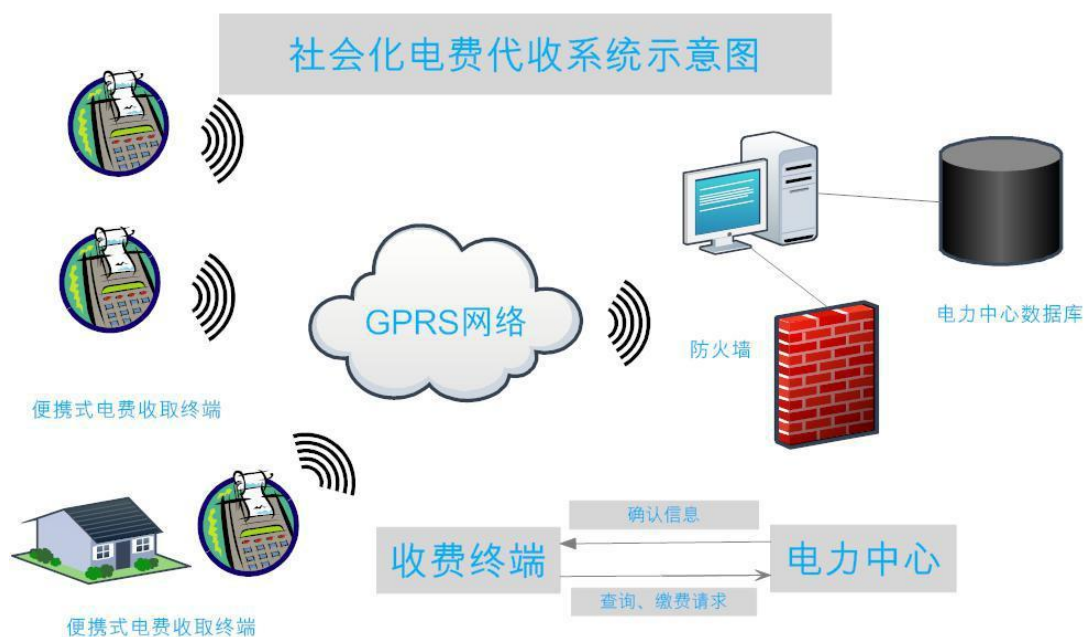 社会化电费代收系统示意图
GPRS网络
防火墙
电力中心数据库
便携式电费收取终端
确认信息
收费终端
电力中心
查询、缴费请求
便携式电费收取终端